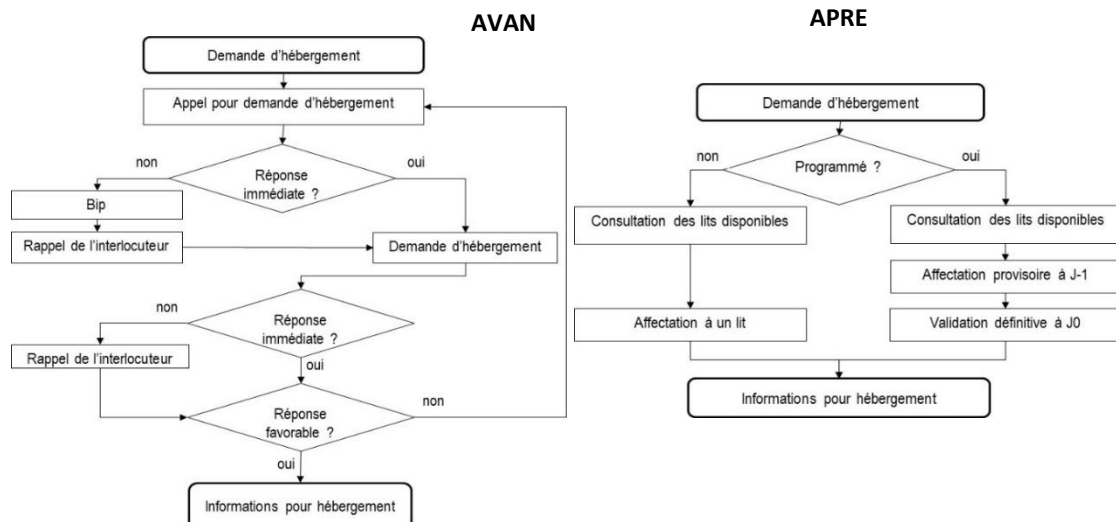 AVAN
Demande d'hébergement
Appel pour demande d'hébergement
non
oui
Réponse
immédiate ?
Bip
Rappel de l'interlocuteur
Demande d'hébergement
non
Réponse
immédiate ?
Rappel de l'interlocuteur
oui
Réponse
favorable ?
non
oui
Informations pour hébergement
APRE
Demande d'hébergement
non
Programmé ?
oui
Consultation des lits disponibles
Consultation des lits disponibles
Affectation provisoire à J-1
Affectation à un lit
Validation définitive à J0
Informations pour hébergement